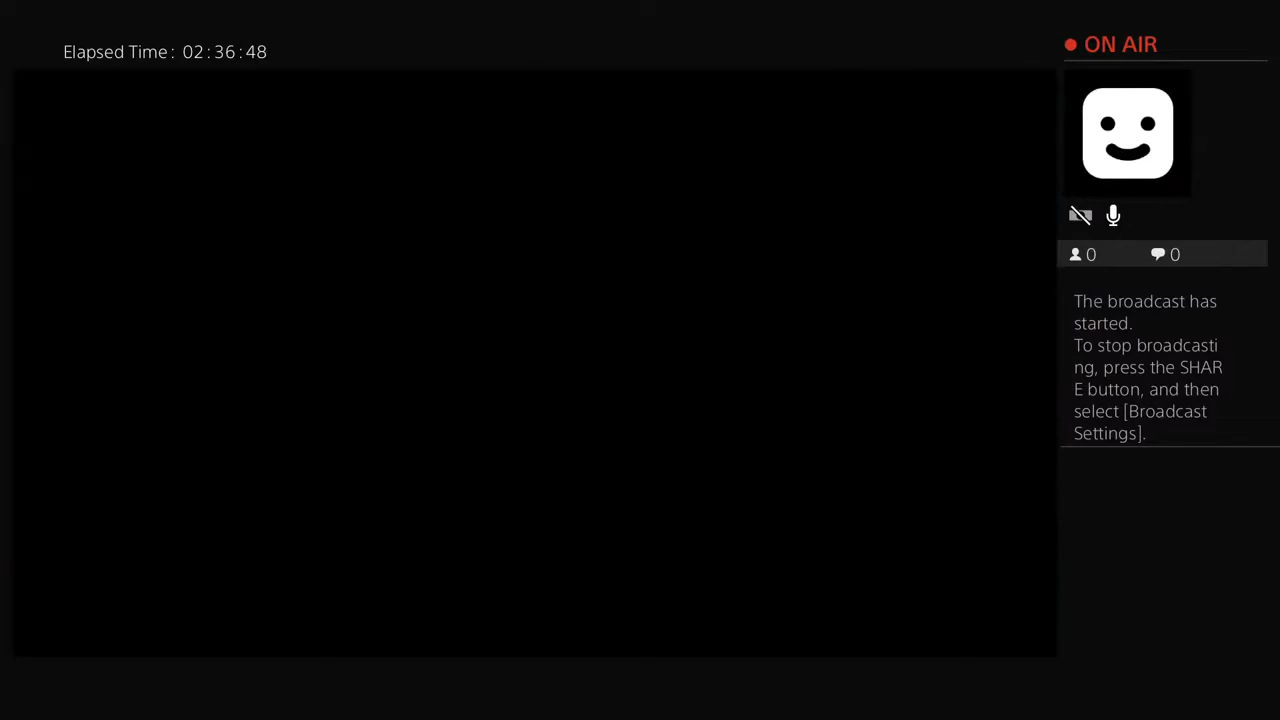 Elapsed Time: 02:36:48
ON AIR
0 0
The broadcast has
started.
To stop broadcasti
ng, press the SHAR
E button, and then
select [Broadcast
Settings].